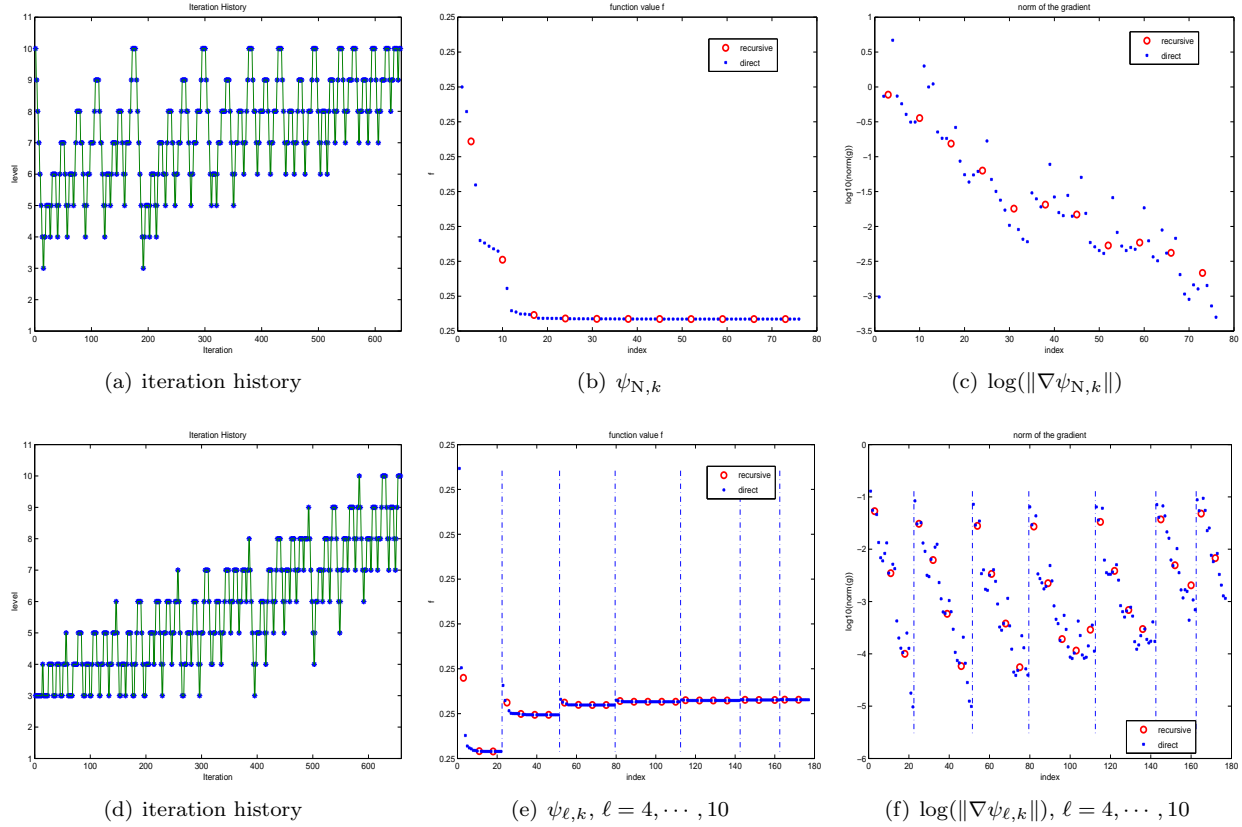 Iteration History
level
11
10
9
8
7
6
5
4
3
2
1
0 100 200 300 400 500 600
Iteration
(a) iteration history
function value f
recursive
direct
f
0.25
0.25
0.25
0.25
0.25
0.25
0.25
0.25
0.25
0.25
0 10 20 30 40 50 60 70 80
index
(b) ψN,k
norm of the gradient
recursive
direct
log10(norm(g))
1
0.5
0
−0.5
−1
−1.5
−2
−2.5
−3
−3.5
0 10 20 30 40 50 60 70 80
index
(c) log(‖∇ψN,k‖)
Iteration History
level
11
10
9
8
7
6
5
4
3
2
1
0 100 200 300 400 500 600
Iteration
(d) iteration history
function value f
recursive
direct
f
0.25
0.25
0.25
0.25
0.25
0.25
0.25
0.25
0 20 40 60 80 100 120 140 160 180
index
(e) ψℓ,k, ℓ = 4, ⋯ , 10
norm of the gradient
log10(norm(g))
0
−1
−2
−3
−4
−5
−6
recursive
direct
0 20 40 60 80 100 120 140 160 180
index
(f) log(‖∇ψℓ,k‖), ℓ = 4, ⋯ , 10